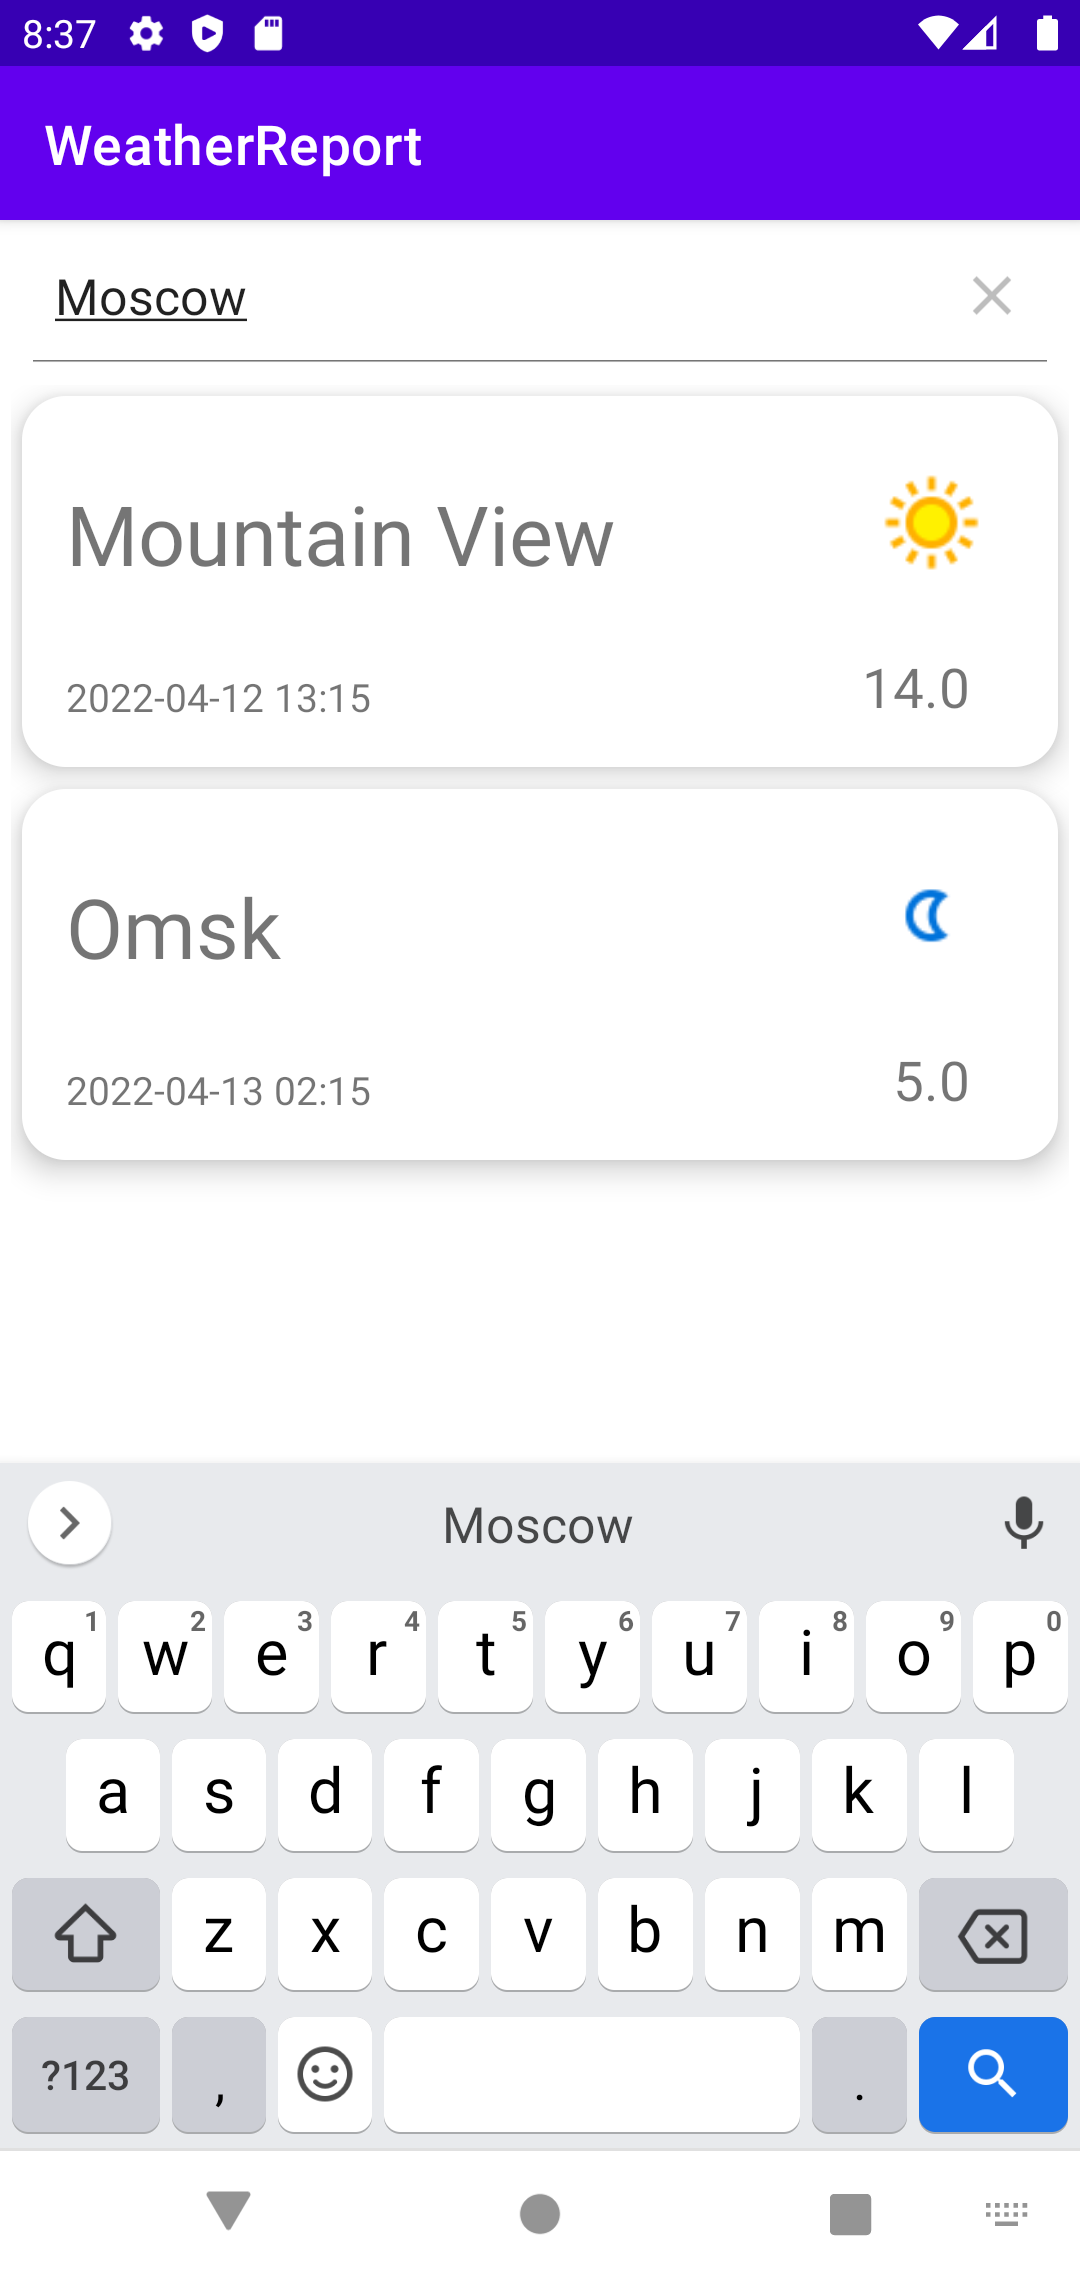 8:37
WeatherReport
Moscow
Mountain View
2022-04-12 13:15
14.0
Omsk
2022-04-13 02:15
5.0
Moscow
q 1 w 2 e 3 r 4 t 5 y 6 u 7 i 8 o 9 p 0
a s d f g h j k l
z x c v b n m
?123 , .